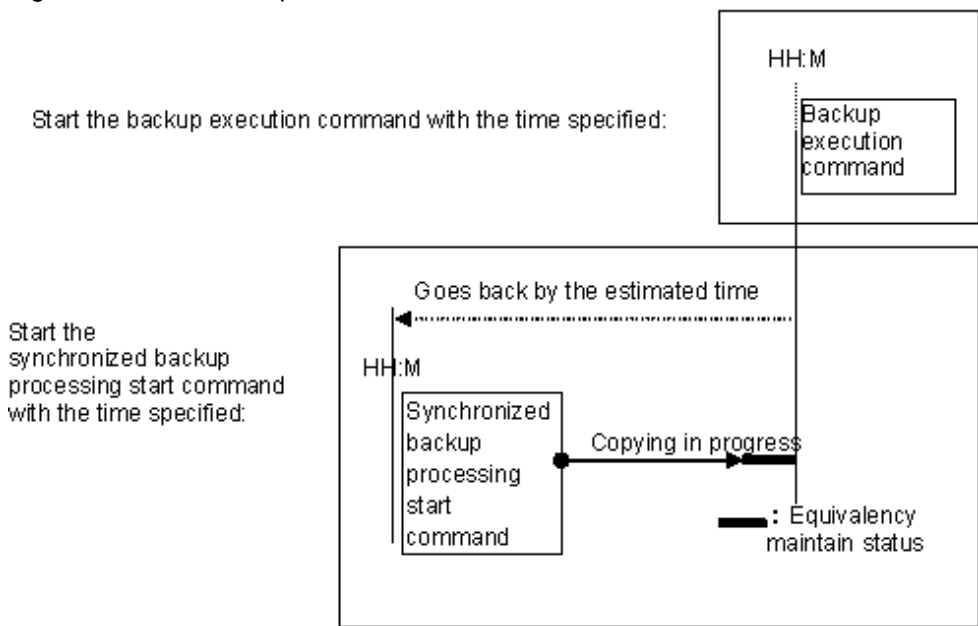 HH:M
Start the backup execution command with the time specified:
Backup
execution
command
Goes back by the estimated time
Start the
synchronized backup
processing start command
with the time specified:
HH:M
Synchronized
backup
processing
start
command
Copying in progress
: Equivalency
maintain status